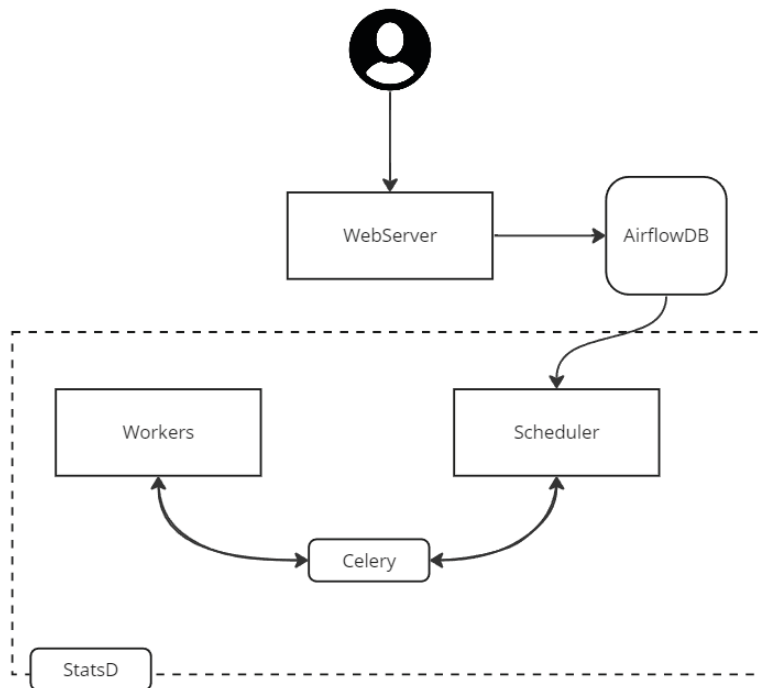 WebServer
AirflowDB
Workers
Scheduler
Celery
StatsD